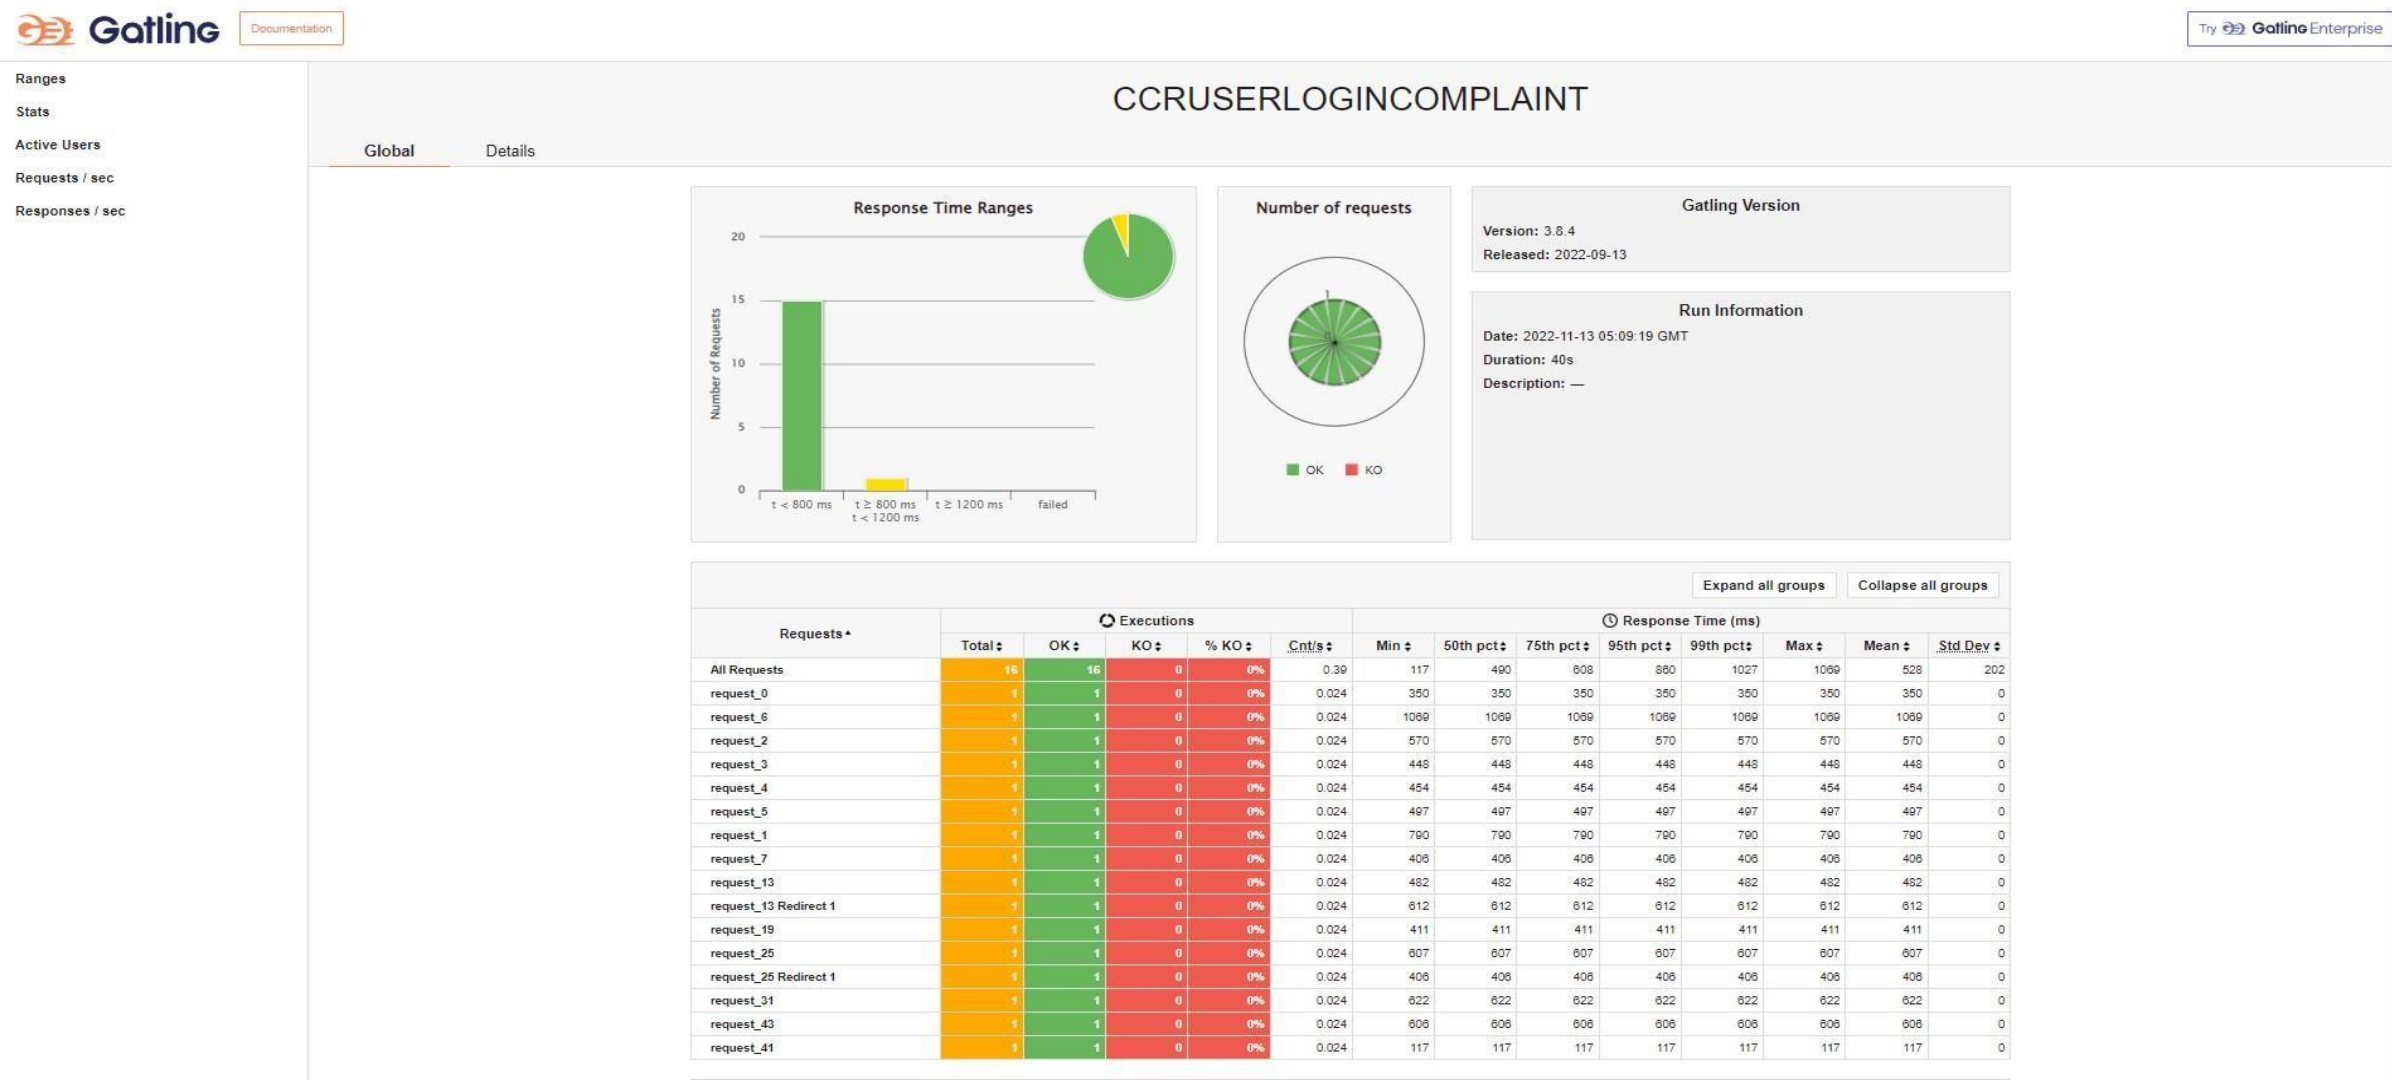 Gatling Documentation Try Gatling Enterprise
Ranges
Stats
Active Users
Requests / sec
Responses / sec
CCRUSERLOGINCOMPLAINT
Global Details
Response Time Ranges
Number of Requests
20
15
10
5
0
t < 800 ms
t ≥ 800 ms
t < 1200 ms
t ≥ 1200 ms
failed
Number of requests
1
0
OK KO
Gatling Version
Version: 3.8.4
Released: 2022-09-13
Run Information
Date: 2022-11-13 05:09:19 GMT
Duration: 40s
Description: —
Expand all groups Collapse all groups
Requests Executions Response Time (ms)
Total OK KO % KO Cnt/s Min 50th pct 75th pct 95th pct 99th pct Max Mean Std Dev
All Requests 16 16 0 0% 0.39 117 490 608 860 1027 1069 528 202
request_0 1 1 0 0% 0.024 350 350 350 350 350 350 350 0
request_6 1 1 0 0% 0.024 1069 1069 1069 1069 1069 1069 1069 0
request_2 1 1 0 0% 0.024 570 570 570 570 570 570 570 0
request_3 1 1 0 0% 0.024 448 448 448 448 448 448 448 0
request_4 1 1 0 0% 0.024 454 454 454 454 454 454 454 0
request_5 1 1 0 0% 0.024 497 497 497 497 497 497 497 0
request_1 1 1 0 0% 0.024 790 790 790 790 790 790 790 0
request_7 1 1 0 0% 0.024 406 406 406 406 406 406 406 0
request_13 1 1 0 0% 0.024 482 482 482 482 482 482 482 0
request_13 Redirect 1 1 1 0 0% 0.024 612 612 612 612 612 612 612 0
request_19 1 1 0 0% 0.024 411 411 411 411 411 411 411 0
request_25 1 1 0 0% 0.024 607 607 607 607 607 607 607 0
request_25 Redirect 1 1 1 0 0% 0.024 406 406 406 406 406 406 406 0
request_31 1 1 0 0% 0.024 622 622 622 622 622 622 622 0
request_43 1 1 0 0% 0.024 606 606 606 606 606 606 606 0
request_41 1 1 0 0% 0.024 117 117 117 117 117 117 117 0